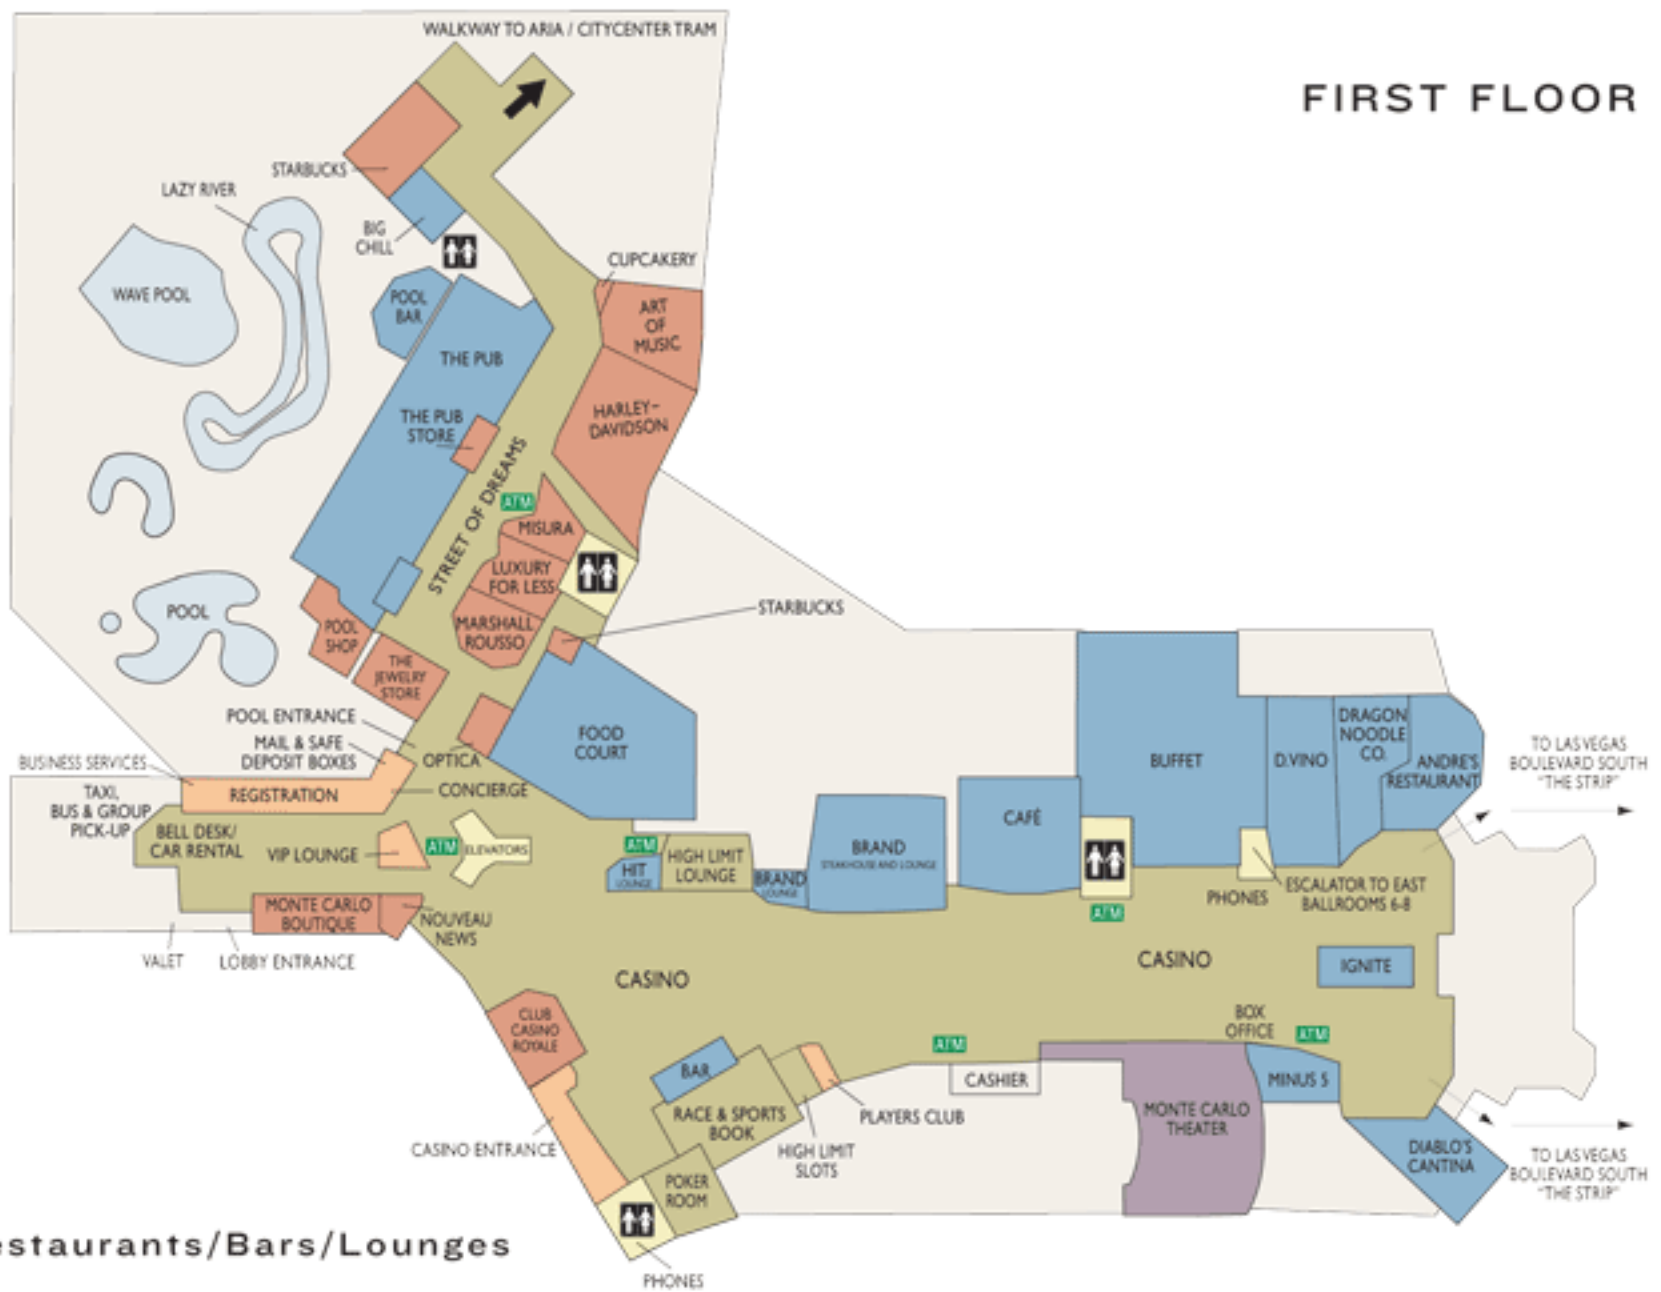 WALKWAY TO ARIA / CITYCENTER TRAM
FIRST FLOOR
STARBUCKS
LAZY RIVER
BIG
CHILL
CUPCAKERY
WAVE POOL
POOL
BAR
ART
OF
MUSIC
THE PUB
THE PUB
STORE
HARLEY-
DAVIDSON
STREET OF DREAMS
ATM
MISURA
LUXURY
FOR LESS
MARSHALL
ROUSSO
STARBUCKS
POOL
POOL
SHOP
THE
JEWELRY
STORE
POOL ENTRANCE
MAIL & SAFE
DEPOSIT BOXES
OPTICA
FOOD
COURT
BUSINESS SERVICES
REGISTRATION
CONCIERGE
TAXI,
BUS & GROUP
PICK-UP
BELL DESK/
CAR RENTAL
VIP LOUNGE
ATM
ELEVATORS
ATM
HIT
LOUNGE
HIGH LIMIT
LOUNGE
BRAND
LOUNGE
BRAND
STEAKHOUSE AND LOUNGE
CAFÉ
BUFFET
D.VINO
DRAGON
NOODLE
CO.
ANDRE'S
RESTAURANT
TO LAS VEGAS
BOULEVARD SOUTH
"THE STRIP"
PHONES
ESCALATOR TO EAST
BALLROOMS 6-8
ATM
MONTE CARLO
BOUTIQUE
NOUVEAU
NEWS
VALET
LOBBY ENTRANCE
CASINO
CASINO
IGNITE
CLUB
CASINO
ROYALE
BOX
OFFICE
ATM
ATM
BAR
CASHIER
MINUS 5
RACE & SPORTS
BOOK
PLAYERS CLUB
MONTE CARLO
THEATER
CASINO ENTRANCE
HIGH LIMIT
SLOTS
DIABLO'S
CANTINA
TO LAS VEGAS
BOULEVARD SOUTH
"THE STRIP"
POKER
ROOM
PHONES
estaurants/Bars/Lounges